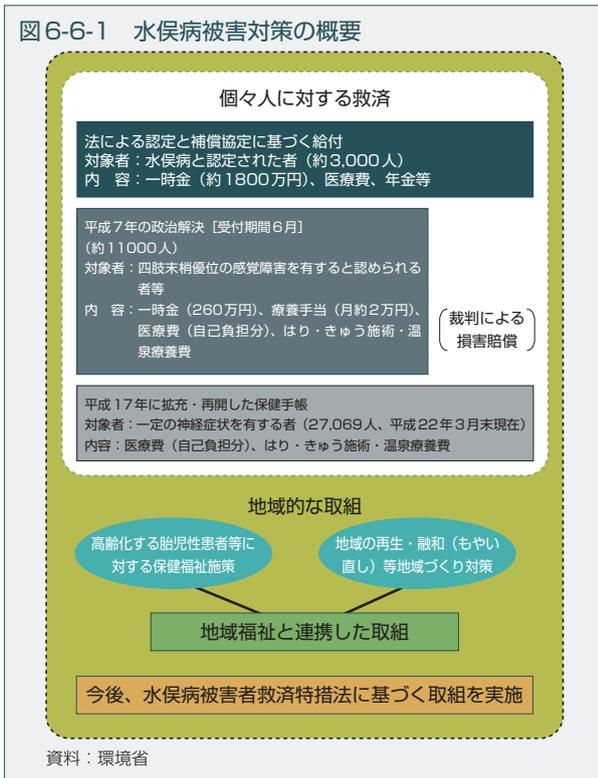 図6-6-1　水俣病被害対策の概要
個々人に対する救済
法による認定と補償協定に基づく給付
対象者：水俣病と認定された者（約3,000人）
内　容：一時金（約1800万円）、医療費、年金等
平成7年の政治解決［受付期間6月］
（約11000人）
対象者：四肢末梢優位の感覚障害を有すると認められる
者等
内　容：一時金（260万円）、療養手当（月約2万円）、
医療費（自己負担分）、はり・きゅう施術・温
泉療養費
（裁判による
損害賠償）
平成17年に拡充・再開した保健手帳
対象者：一定の神経症状を有する者（27,069人、平成22年3月末現在）
内容：医療費（自己負担分）、はり・きゅう施術・温泉療養費
地域的な取組
高齢化する胎児性患者等に
対する保健福祉施策
地域の再生・融和（もやい
直し）等地域づくり対策
地域福祉と連携した取組
今後、水俣病被害者救済特措法に基づく取組を実施
資料：環境省